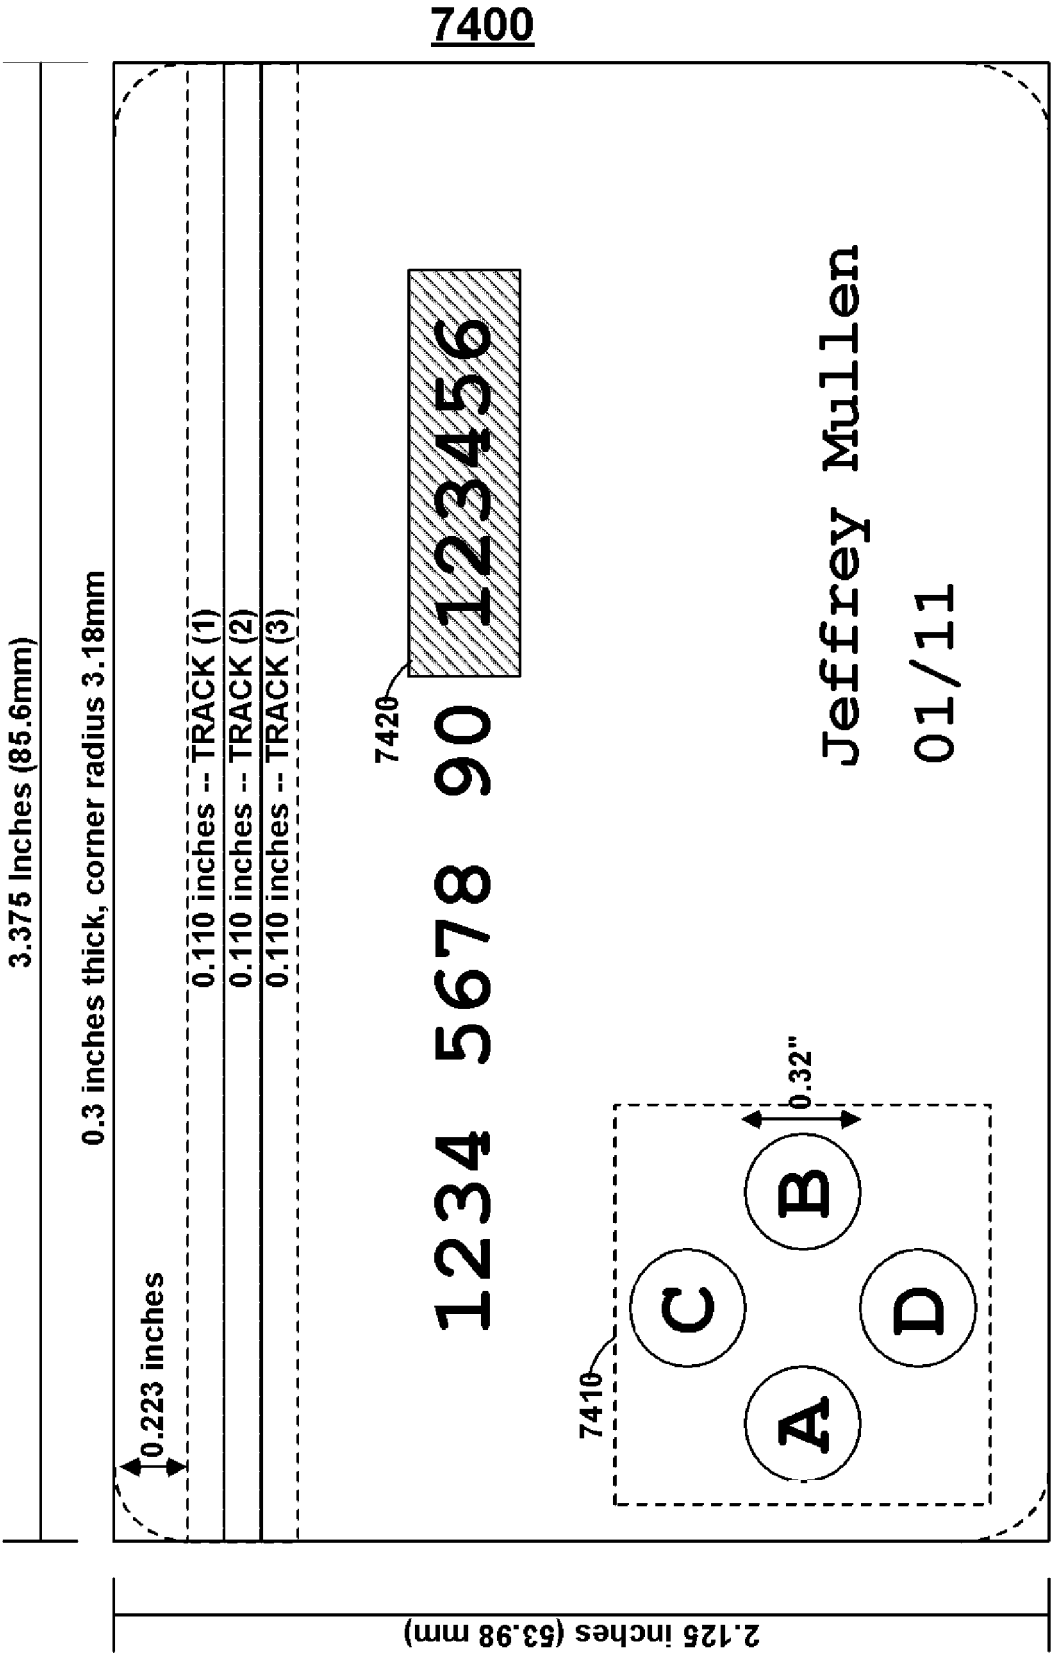 7400
3.375 Inches (85.6mm)
0.3 inches thick, corner radius 3.18mm
0.223 inches
0.110 inches -- TRACK (1)
0.110 inches -- TRACK (2)
0.110 inches -- TRACK (3)
7420
1234 5678 90 123456
7410
C
A B
D
0.32"
Jeffrey Mullen
01/11
2.125 inches (53.98 mm)